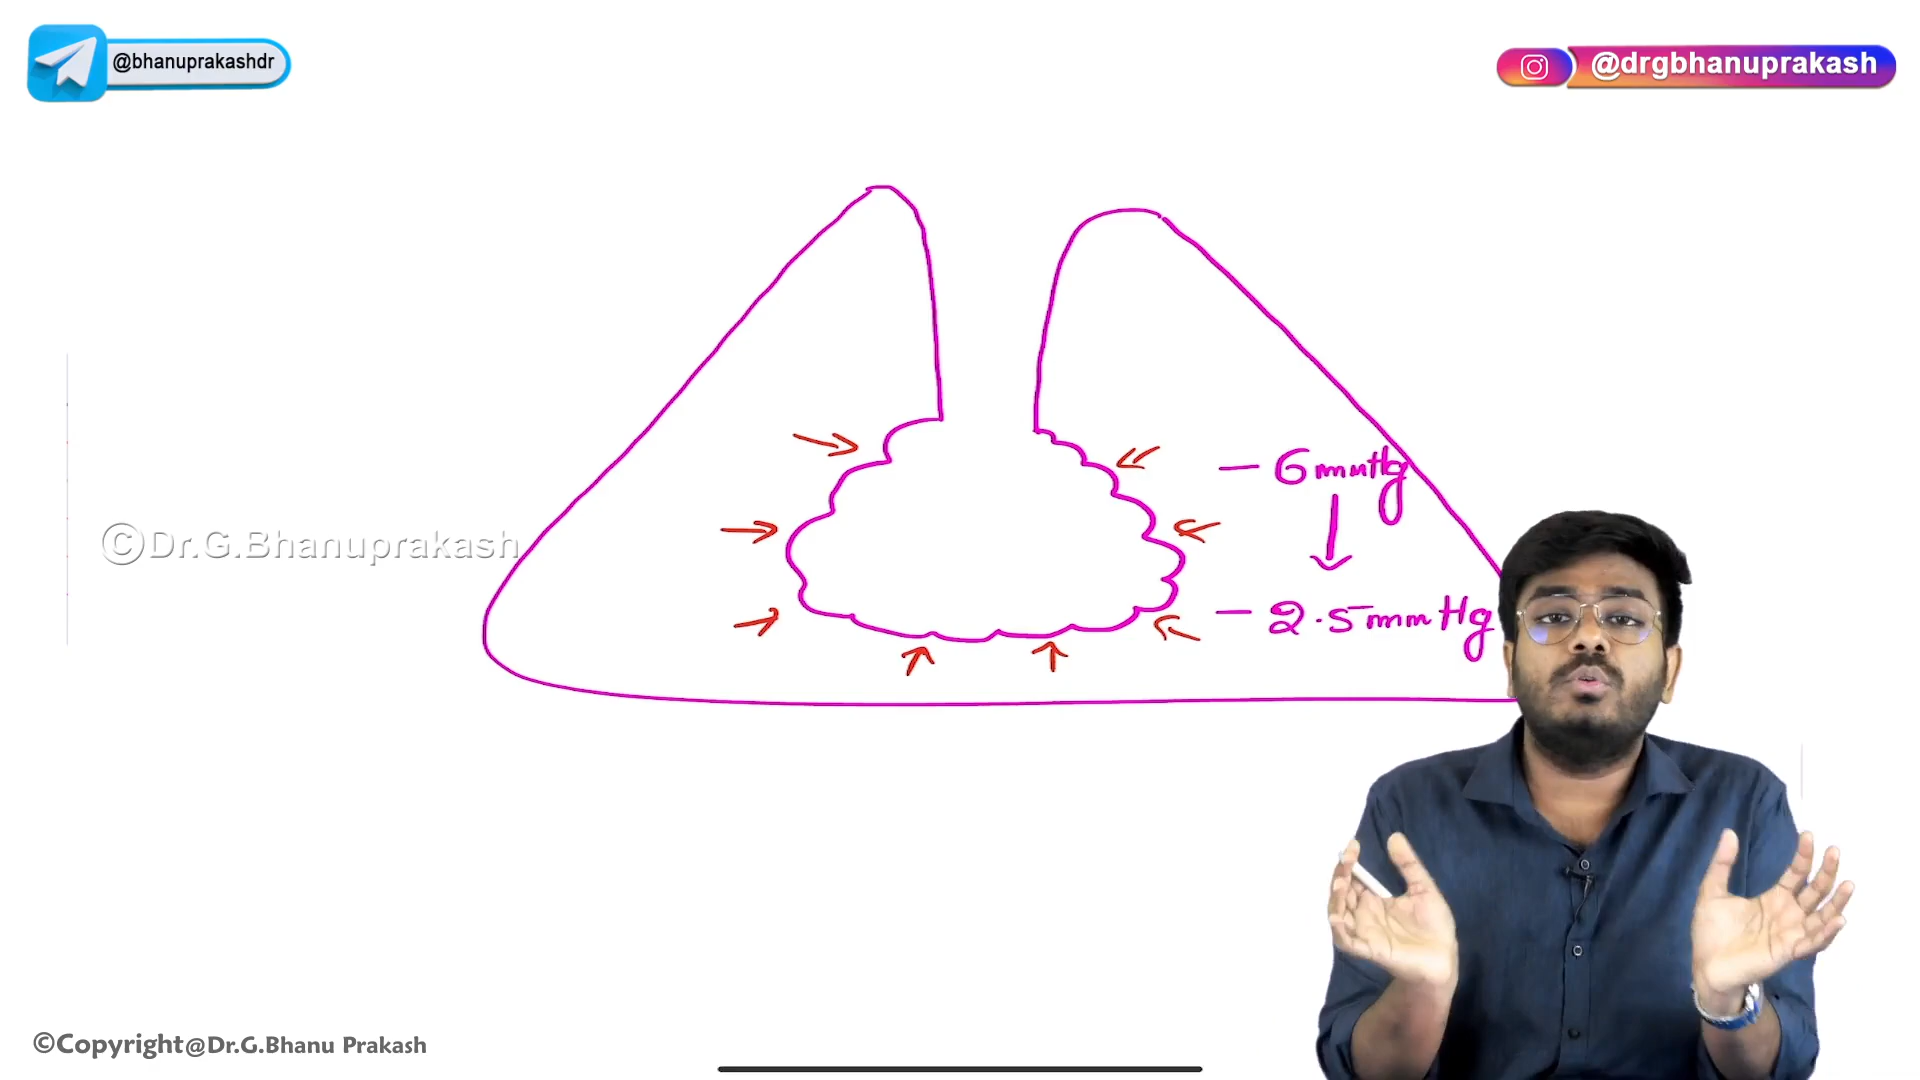 @bhanuprakashdr
@drgbhanuprakash
- 6mmHg
©Dr.G.Bhanuprakash
- 2.5mmHg
©Copyright@Dr.G.Bhanu Prakash